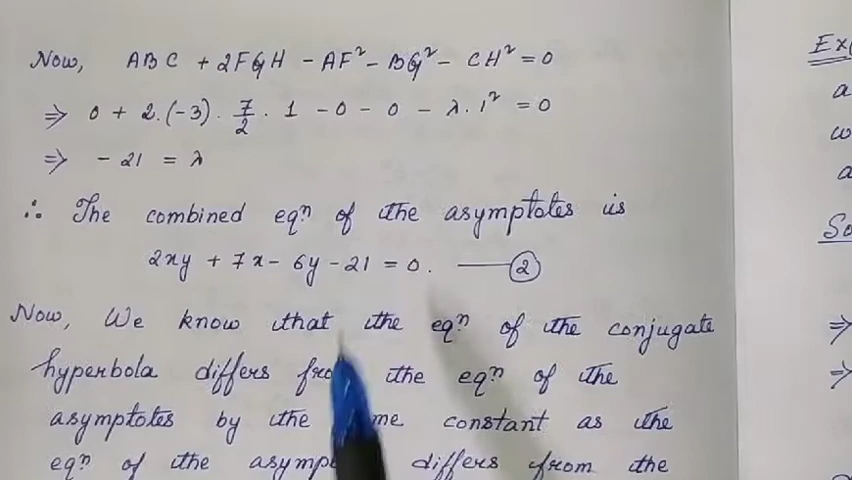 Now, ABC + 2FGH - AF² - BG² - CH² = 0
⇒ 0 + 2.(-3). 7/2 . 1 - 0 - 0 - λ.1² = 0
⇒ - 21 = λ
∴ The combined eqⁿ of the asymptotes is
2xy + 7x - 6y - 21 = 0. —— ②
Now, We know that the eqⁿ of the conjugate
hyperbola differs the eqⁿ of the
asymptotes by the constant as the
eqⁿ of the differs from the
Ex
a
w
a
So
⇒
⇒